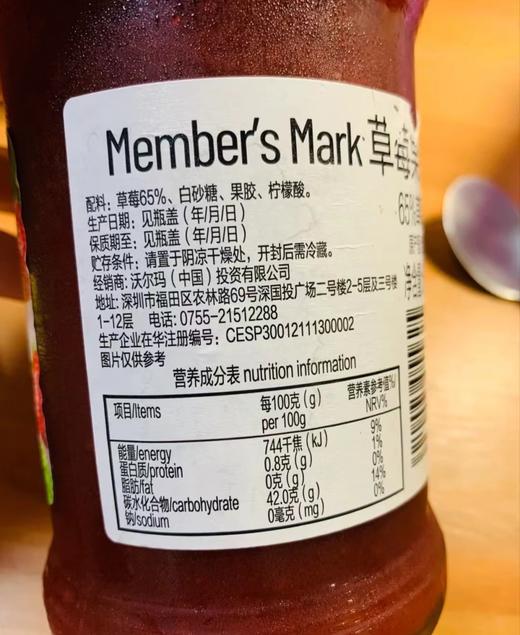 Member's Mark 草莓
配料：草莓65%、白砂糖、果胶、柠檬酸。
生产日期：见瓶盖（年/月/日）
保质期至：见瓶盖（年/月/日）
贮存条件：请置于阴凉干燥处，开封后需冷藏。
经销商：沃尔玛（中国）投资有限公司
地址：深圳市福田区农林路69号深国投广场二号楼2-5层及三号楼
1-12层 电话：0755-21512288
生产企业在华注册编号：CESP30012111300002
图片仅供参考
65%
净含量
营养成分表 nutrition information
项目/Items 每100克（g） per 100g 营养素参考值%/ NRV%
能量/energy 744千焦（kJ） 9%
蛋白质/protein 0.8克（g） 1%
脂肪/fat 0克（g） 0%
碳水化合物/carbohydrate 42.0克（g） 14%
钠/sodium 0毫克（mg） 0%